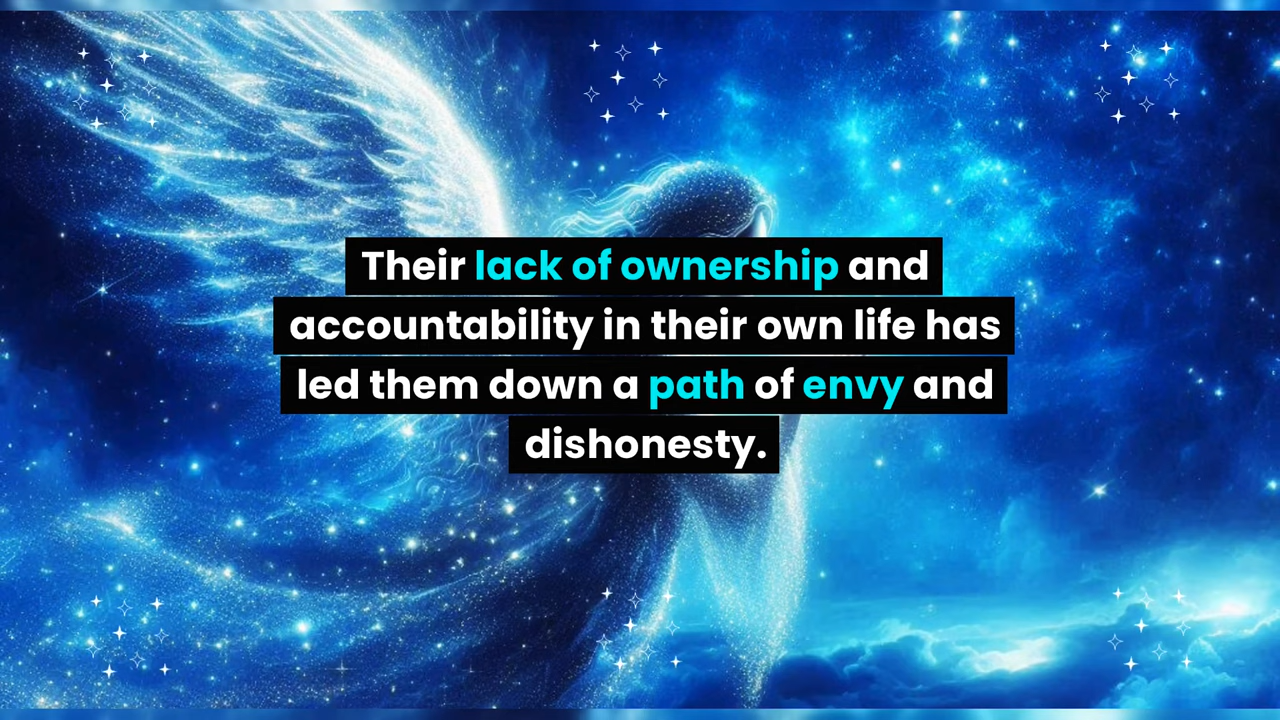 Their lack of ownership and
accountability in their own life has
led them down a path of envy and
dishonesty.